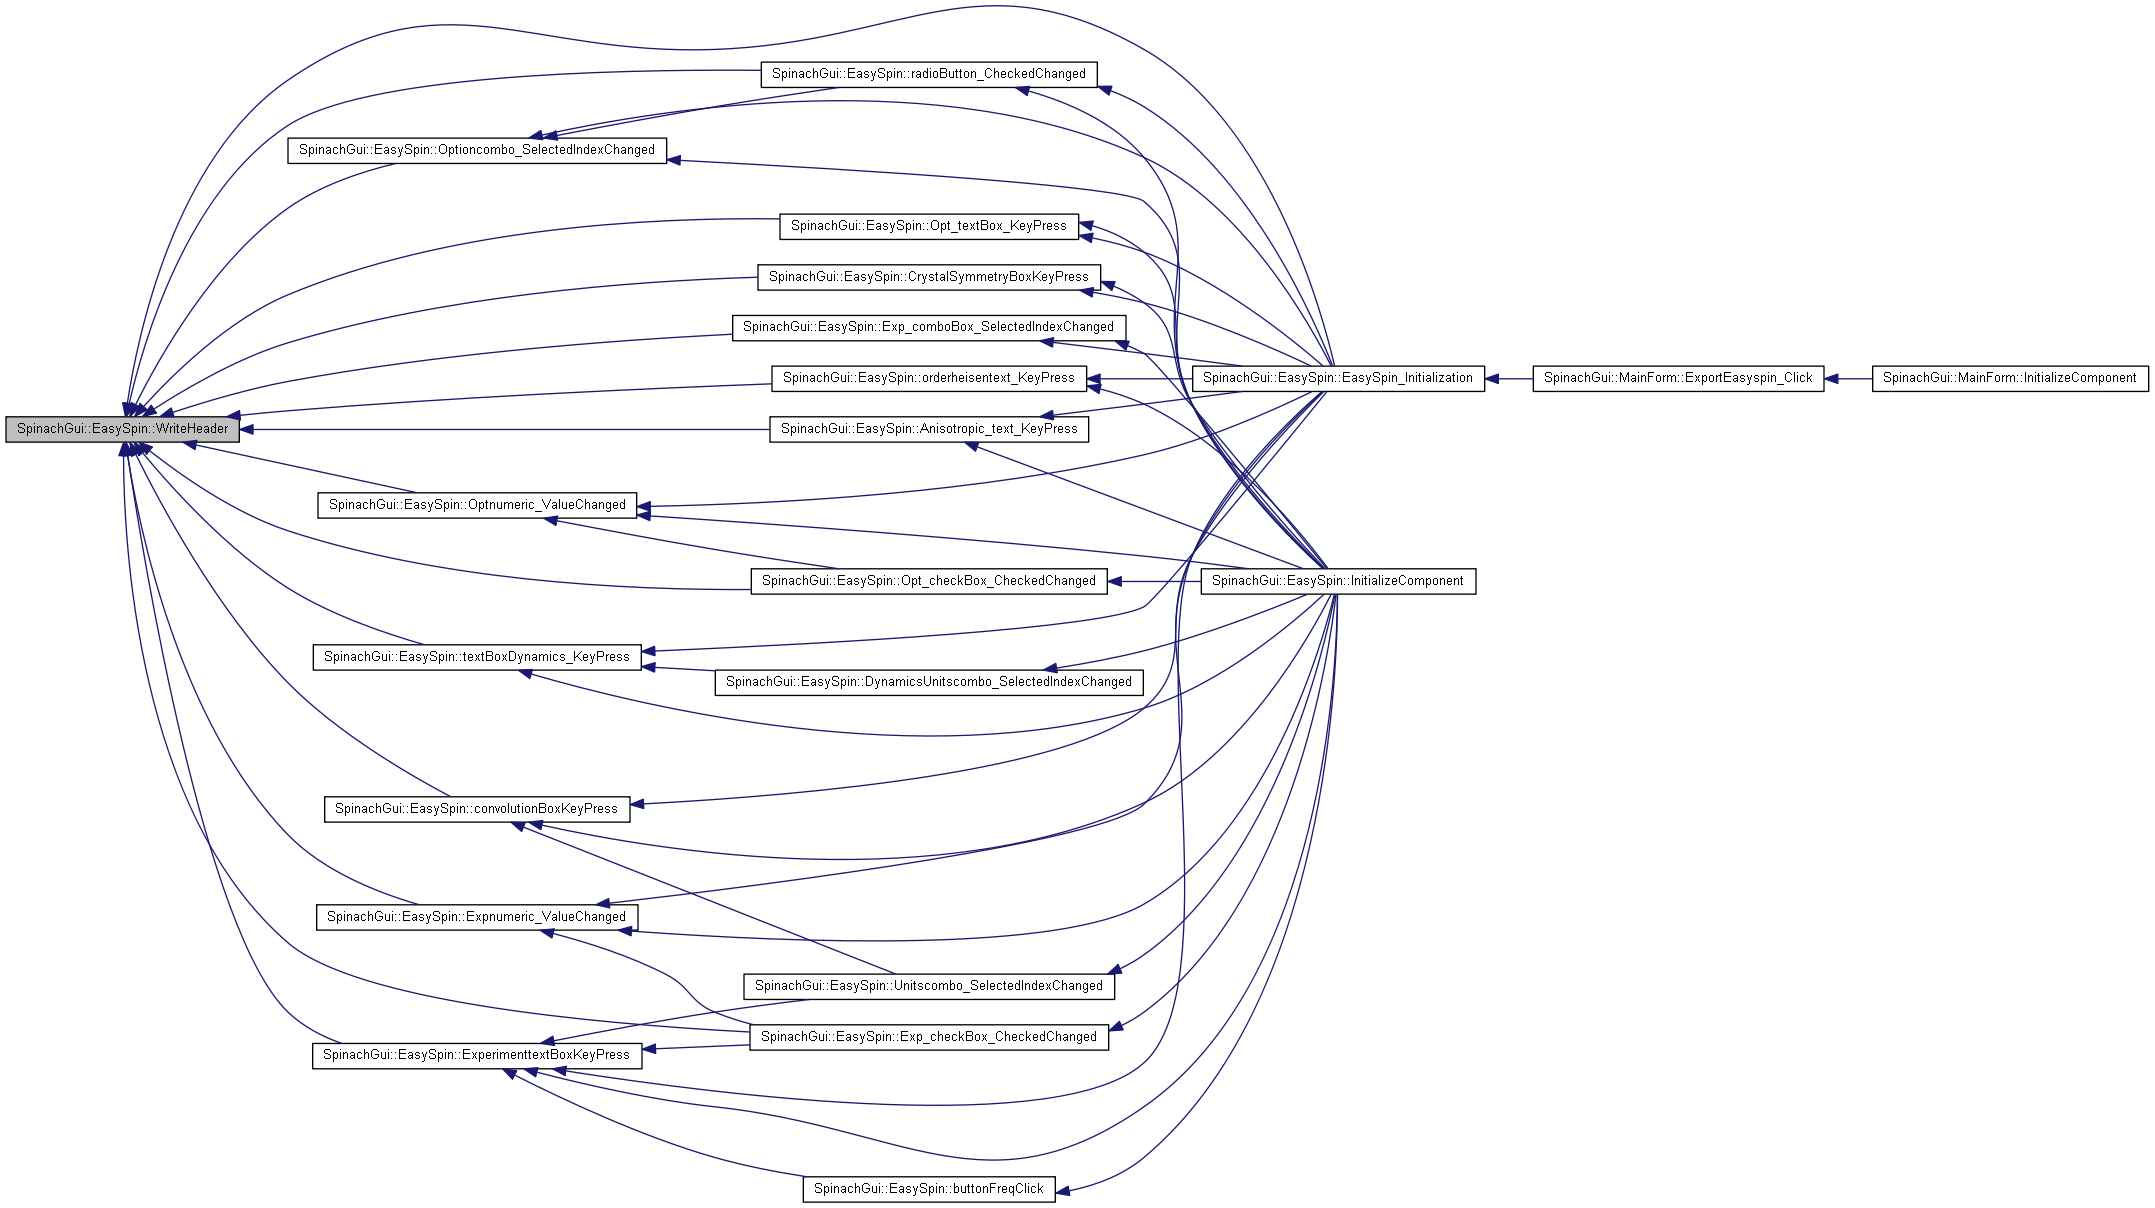 SpinachGui::EasySpin::radioButton_CheckedChanged
SpinachGui::EasySpin::Optioncombo_SelectedIndexChanged
SpinachGui::EasySpin::Opt_textBox_KeyPress
SpinachGui::EasySpin::CrystalSymmetryBoxKeyPress
SpinachGui::EasySpin::Exp_comboBox_SelectedIndexChanged
SpinachGui::EasySpin::orderheisentext_KeyPress
SpinachGui::EasySpin::EasySpin_Initialization
SpinachGui::MainForm::ExportEasyspin_Click
SpinachGui::MainForm::InitializeComponent
SpinachGui::EasySpin::WriteHeader
SpinachGui::EasySpin::Anisotropic_text_KeyPress
SpinachGui::EasySpin::Optnumeric_ValueChanged
SpinachGui::EasySpin::Opt_checkBox_CheckedChanged
SpinachGui::EasySpin::InitializeComponent
SpinachGui::EasySpin::textBoxDynamics_KeyPress
SpinachGui::EasySpin::DynamicsUnitscombo_SelectedIndexChanged
SpinachGui::EasySpin::convolutionBoxKeyPress
SpinachGui::EasySpin::Expnumeric_ValueChanged
SpinachGui::EasySpin::Unitscombo_SelectedIndexChanged
SpinachGui::EasySpin::Exp_checkBox_CheckedChanged
SpinachGui::EasySpin::ExperimenttextBoxKeyPress
SpinachGui::EasySpin::buttonFreqClick